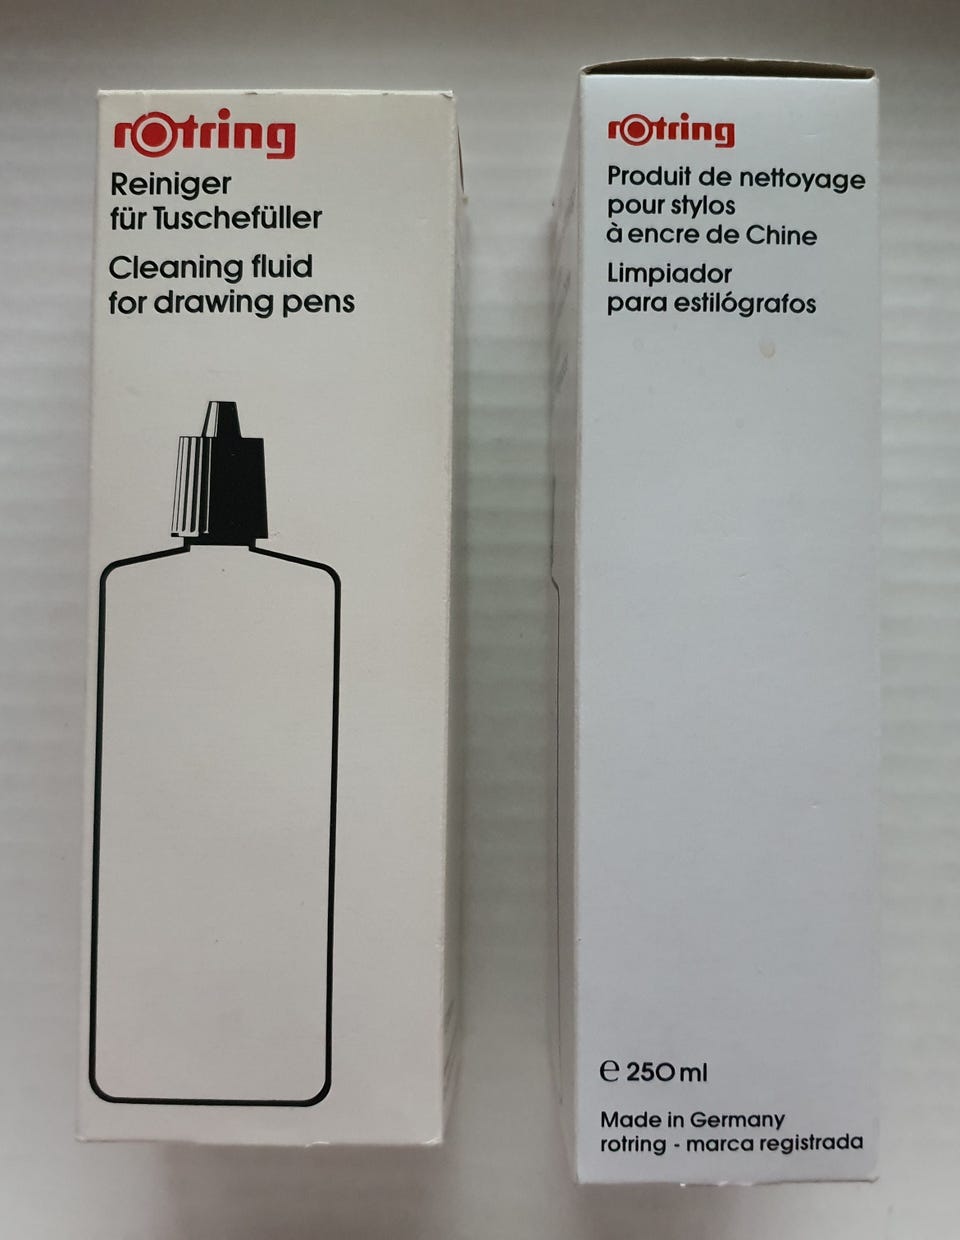 rotring
Reiniger
für Tuschefüller
Cleaning fluid
for drawing pens
rotring
Produit de nettoyage
pour stylos
à encre de Chine
Limpiador
para estilógrafos
℮ 250 ml
Made in Germany
rotring - marca registrada